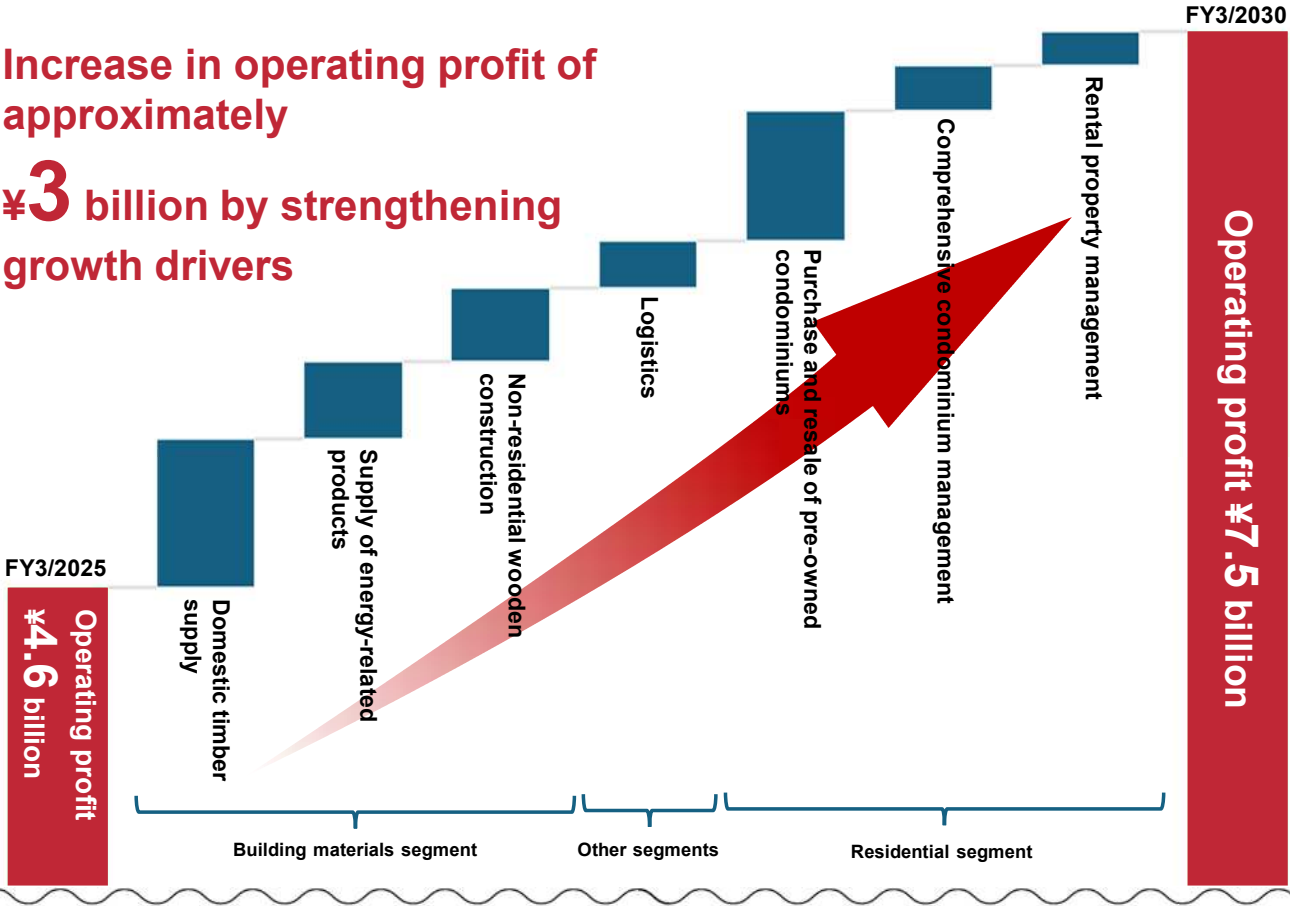 FY3/2030
Increase in operating profit of
approximately
¥3 billion by strengthening
growth drivers
FY3/2025
Operating profit
¥4.6 billion
Domestic timber
supply
Supply of energy-related
products
Non-residential wooden
construction
Logistics
Purchase and resale of pre-owned
condominiums
Comprehensive condominium management
Rental property management
Operating profit ¥7.5 billion
Building materials segment
Other segments
Residential segment